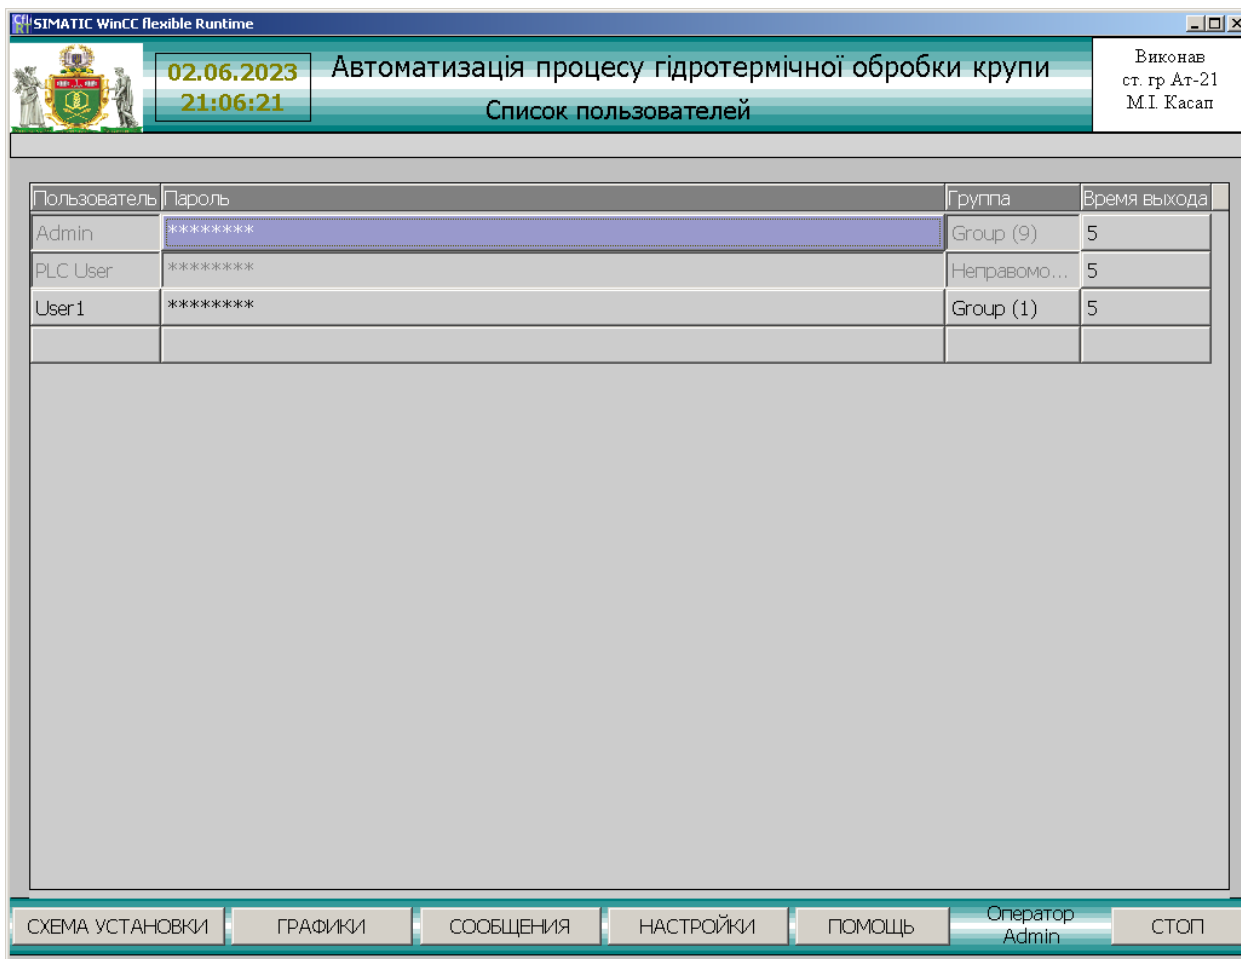 SIMATIC WinCC flexible Runtime
02.06.2023
21:06:21
Автоматизація процесу гідротермічної обробки крупи
Список пользователей
Виконав
ст. гр Ат-21
М.І. Касап
Пользователь Пароль Группа Время выхода
Admin ******** Group (9) 5
PLC User ******** Неправомо... 5
User1 ******** Group (1) 5
СХЕМА УСТАНОВКИ ГРАФИКИ СООБЩЕНИЯ НАСТРОЙКИ ПОМОЩЬ Оператор
Admin СТОП